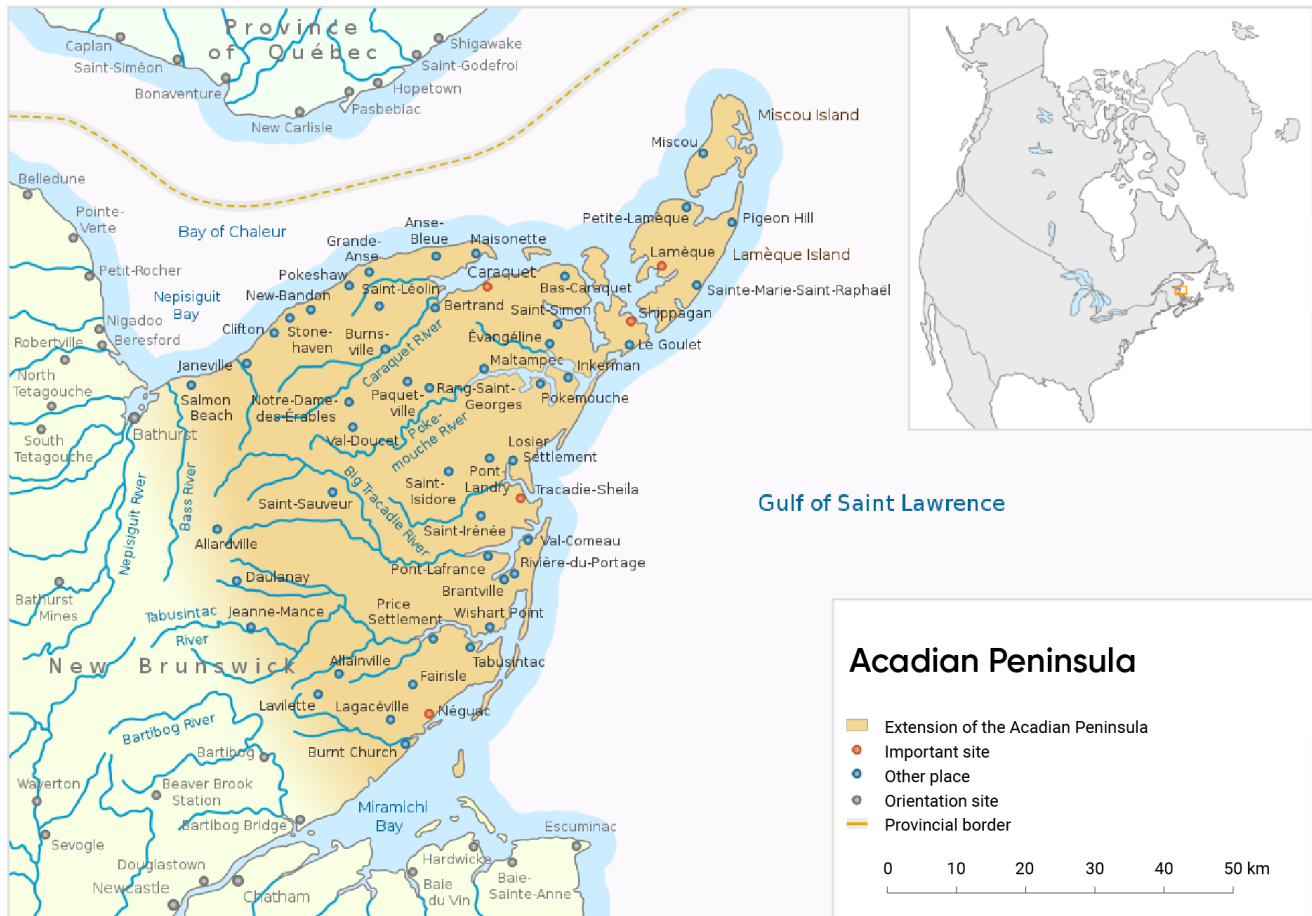 Province
of Québec
Caplan
Saint-Siméon
Bonaventure
Shigawake
Saint-Godefroi
Hopetown
Pasbebiac
New Carlisle
Miscou Island
Miscou
Belledune
Pointe-
Verte
Petite-Lamèque
Pigeon Hill
Bay of Chaleur
Anse-
Bleue
Maisonette
Grande-
Anse
Lamèque
Lamèque Island
Petit-Rocher
Pokeshaw
Caraquet
Nepisiguit
Bay
New-Bandon
Saint-Léolin
Bas-Caraquet
Sainte-Marie-Saint-Raphaël
Bertrand
Saint-Simon
Shippagan
Nigadoo
Beresford
Clifton
Stone-
haven
Burns-
ville
Caraquet River
Évangéline
Le Goulet
Robertville
Janeville
Maltampec
Inkerman
North
Tetagouche
Salmon
Beach
Notre-Dame-
des-Érables
Paquet-
ville
Rang-Saint-
Georges
Pokemouche
Bathurst
South
Tetagouche
Val-Doucet
Poke-
mouche River
Losier
Settlement
Pont-
Landry
Saint-
Isidore
Tracadie-Sheila
Nepisiguit River
Bass River
Big Tracadie River
Saint-Sauveur
Gulf of Saint Lawrence
Allardville
Saint-Irénée
Val-Comeau
Pont-Lafrance
Rivière-du-Portage
Daulanay
Brantville
Bathurst
Mines
Tabusintac
River
Jeanne-Mance
Price
Settlement
Wishart Point
New Brunswick
Allainville
Tabusintac
Fairisle
Lavilette
Lagacéville
Néguac
Bartibog River
Bartibog
Burnt Church
Waverton
Beaver Brook
Station
Miramichi
Bay
Bartibog Bridge
Escuminac
Sevogle
Douglastown
Hardwicke
Newcastle
Chatham
Baie
du Vin
Baie-
Sainte-Anne
Acadian Peninsula
Extension of the Acadian Peninsula
Important site
Other place
Orientation site
Provincial border
0 10 20 30 40 50 km